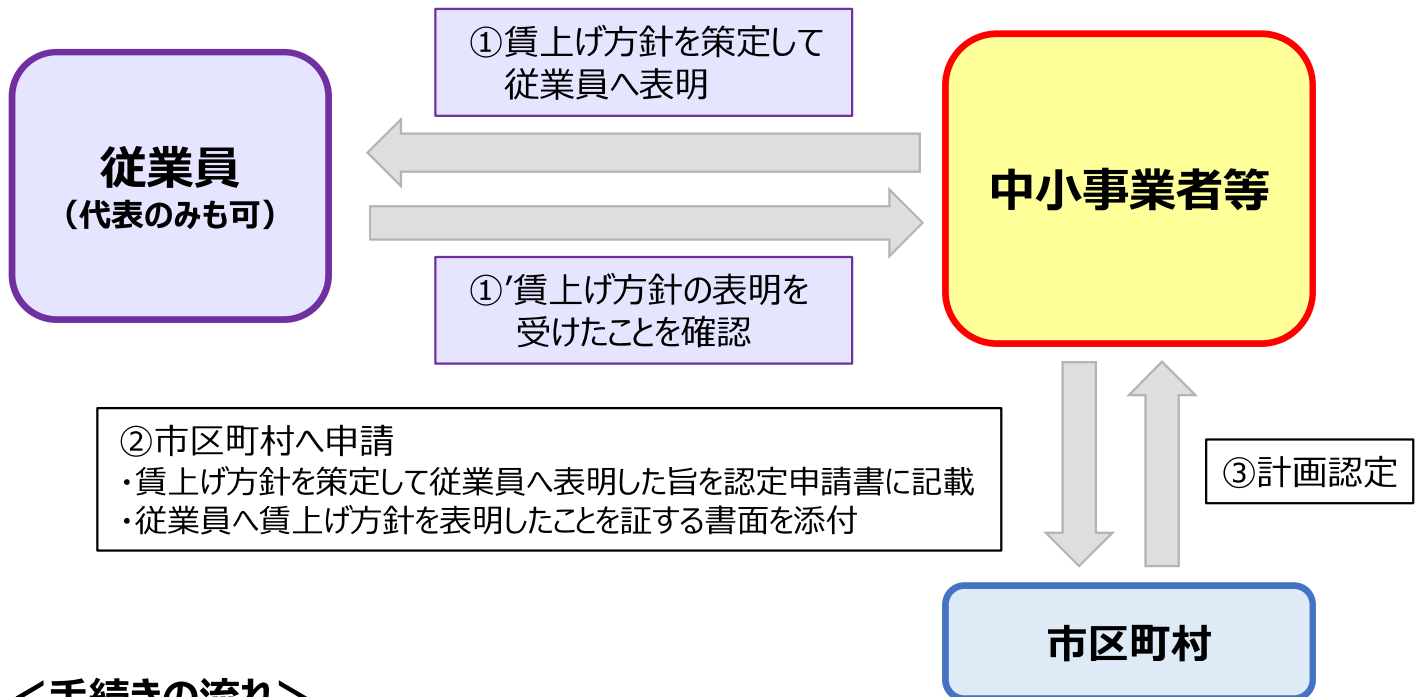 ①賃上げ方針を策定して
従業員へ表明
従業員
（代表のみも可）
中小事業者等
①’賃上げ方針の表明を
受けたことを確認
②市区町村へ申請
・賃上げ方針を策定して従業員へ表明した旨を認定申請書に記載
・従業員へ賃上げ方針を表明したことを証する書面を添付
③計画認定
市区町村
＜手続きの流れ＞